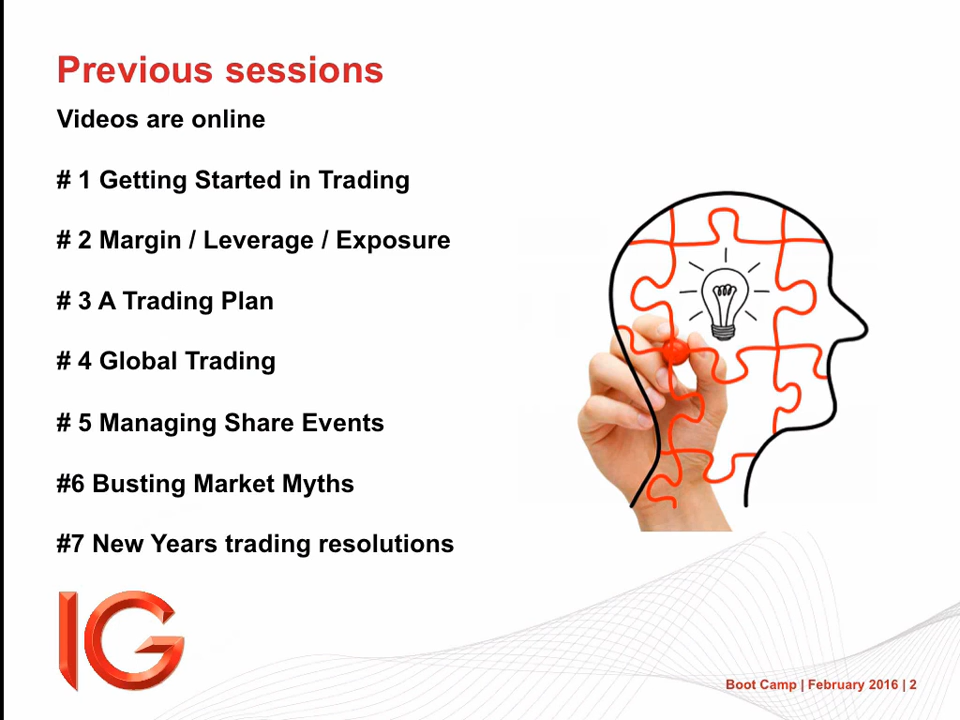 Previous sessions
Videos are online
# 1 Getting Started in Trading
# 2 Margin / Leverage / Exposure
# 3 A Trading Plan
# 4 Global Trading
# 5 Managing Share Events
#6 Busting Market Myths
#7 New Years trading resolutions
IG
Boot Camp | February 2016 | 2